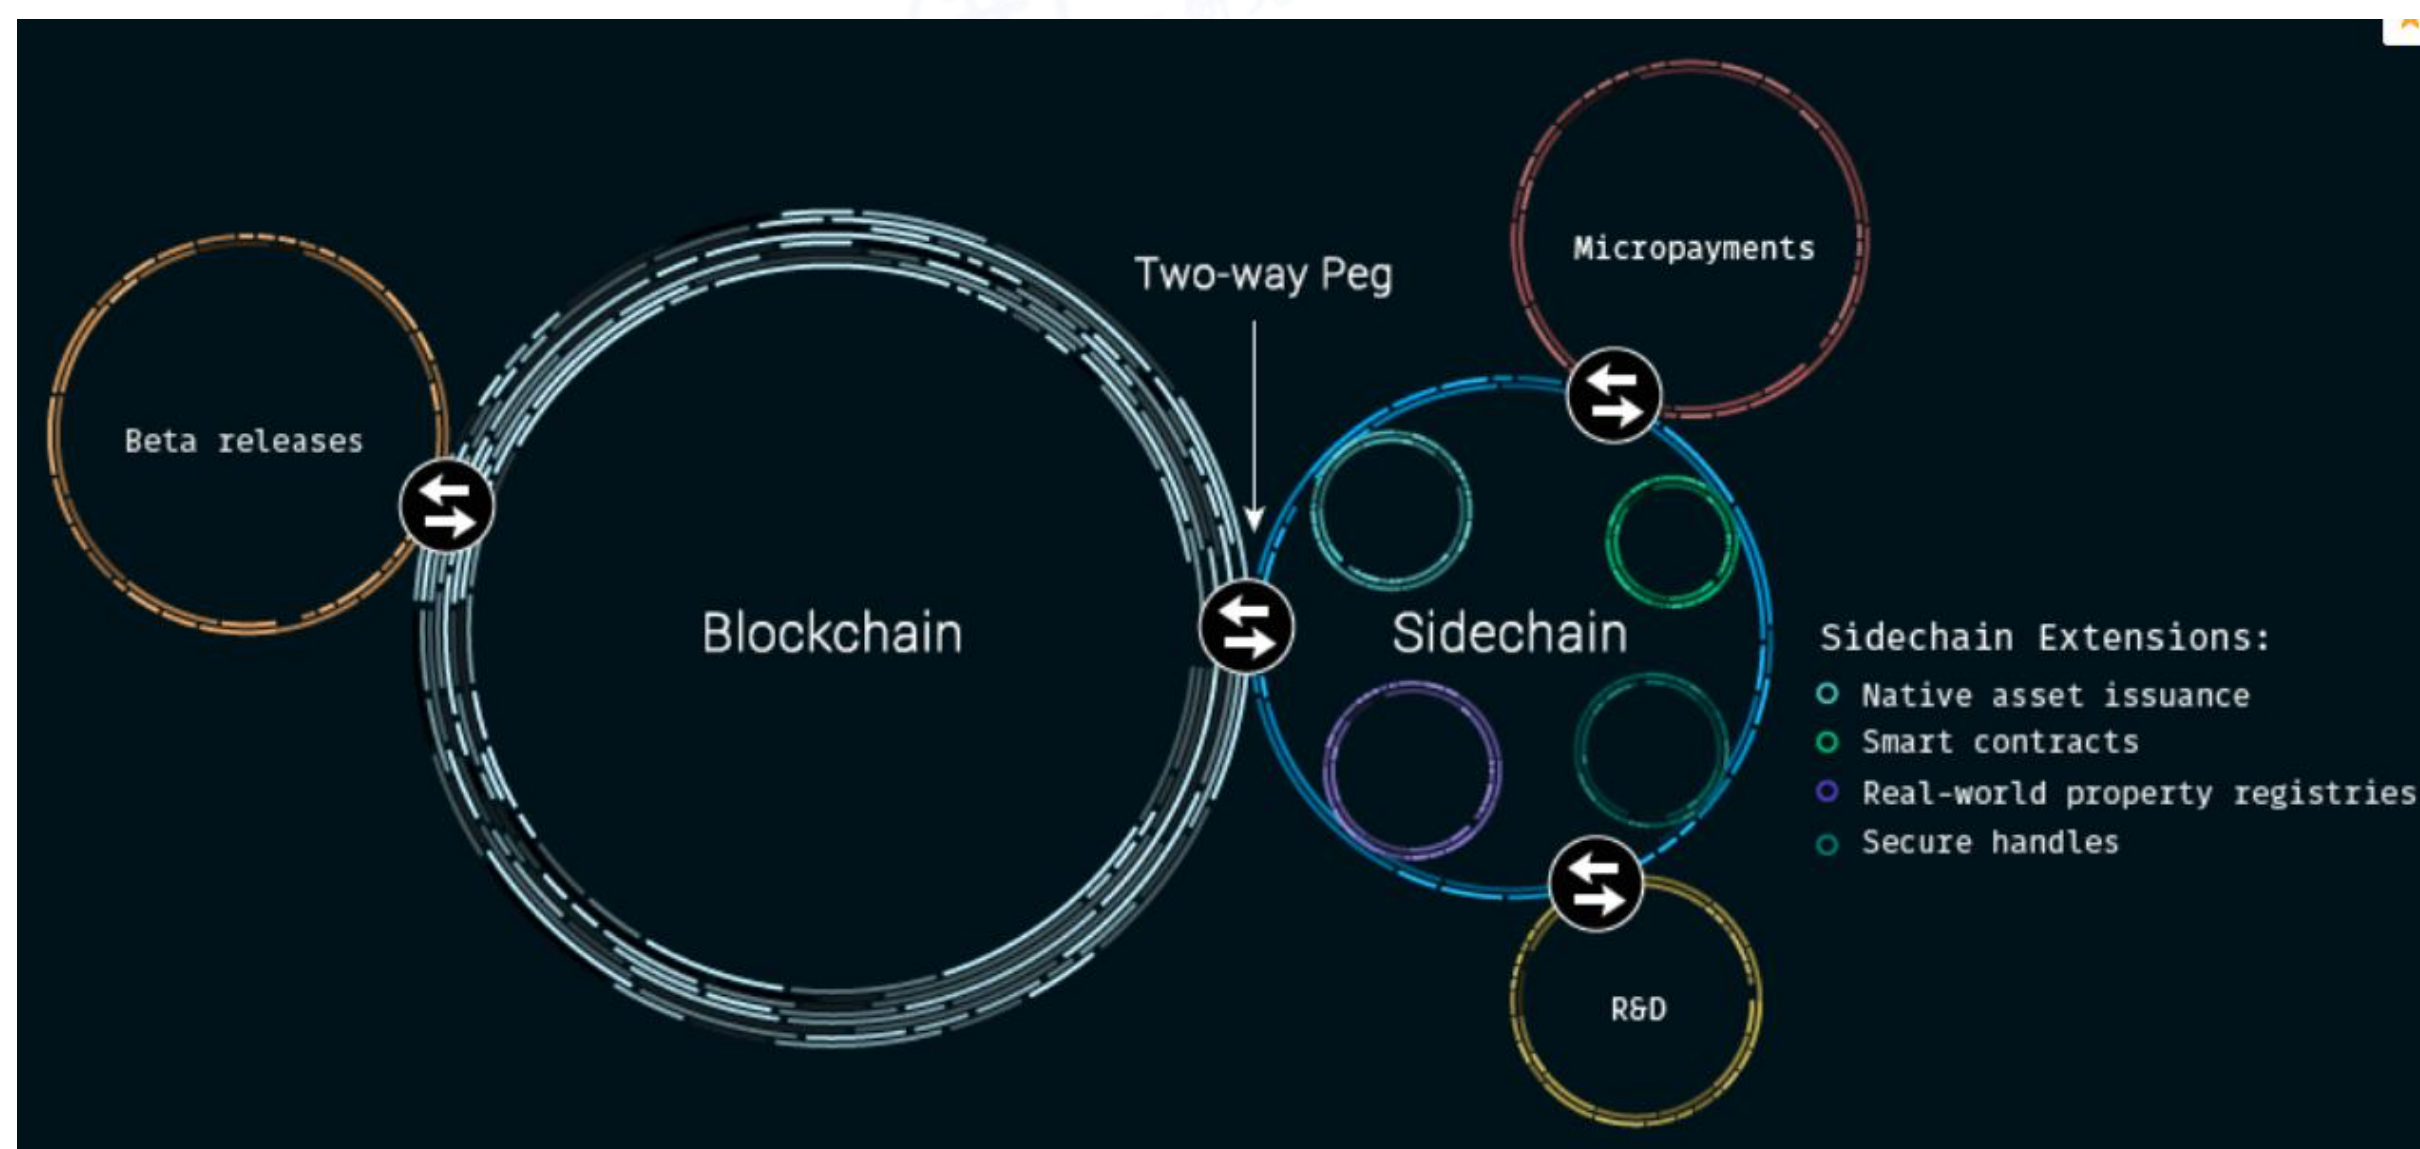 Micropayments
Two-way Peg
Beta releases
Blockchain
Sidechain
Sidechain Extensions:
Native asset issuance
Smart contracts
Real-world property registries
Secure handles
R&D